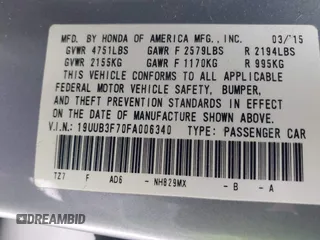 MFD. BY HONDA OF AMERICA MFG., INC. 03/15
GVWR 4751LBS GAWR F 2579LBS R 2194LBS
GVWR 2155KG GAWR F 1170KG R 995KG
THIS VEHICLE CONFORMS TO ALL APPLICABLE
FEDERAL MOTOR VEHICLE SAFETY, BUMPER,
AND THEFT PREVENTION STANDARDS IN EFFECT
ON THE DATE OF MANUFACTURE SHOWN ABOVE.
V.I.N.: 19UUB3F70FA006340 TYPE: PASSENGER CAR
TZ7 F AD6 - NH829MX - B - A
DREAMBID